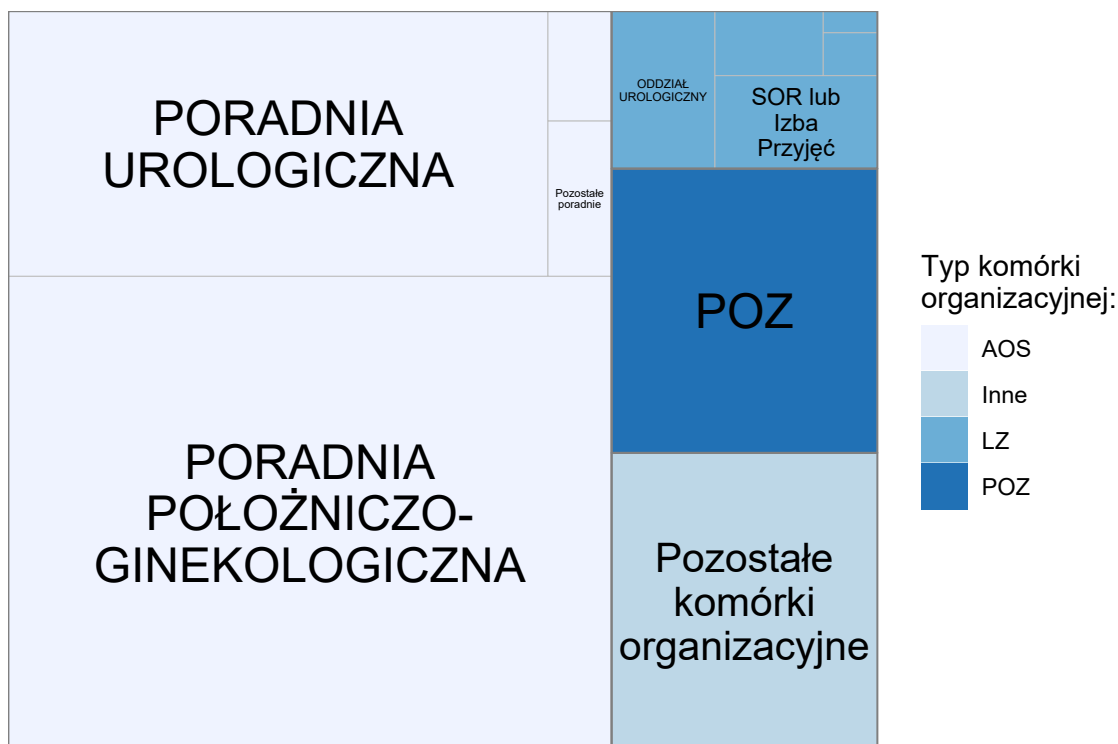 PORADNIA
UROLOGICZNA
Pozostałe
poradnie
PORADNIA
POŁOŻNICZO-
GINEKOLOGICZNA
ODDZIAŁ
UROLOGICZNY
SOR lub
Izba
Przyjęć
POZ
Pozostałe
komórki
organizacyjne
Typ komórki
organizacyjnej:
AOS
Inne
LZ
POZ